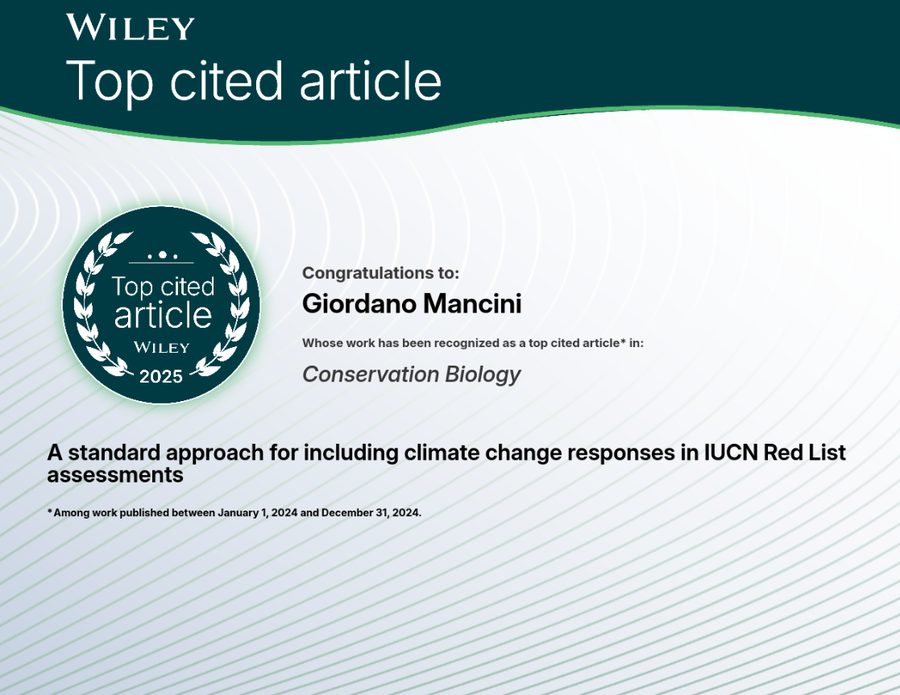 WILEY
Top cited article
Top cited
article
WILEY
2025
Congratulations to:
Giordano Mancini
Whose work has been recognized as a top cited article* in:
Conservation Biology
A standard approach for including climate change responses in IUCN Red List
assessments
*Among work published between January 1, 2024 and December 31, 2024.